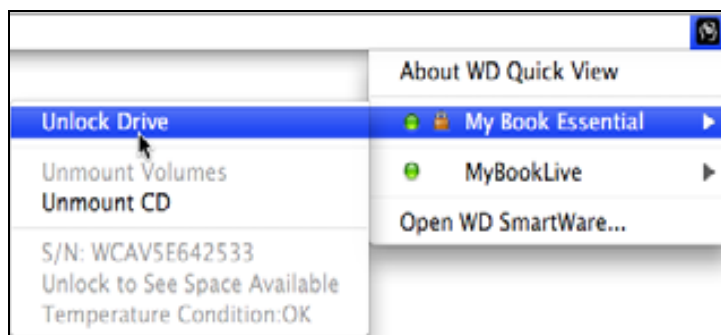 About WD Quick View
My Book Essential
MyBookLive
Open WD SmartWare...
Unlock Drive
Unmount Volumes
Unmount CD
S/N: WCAV5E642533
Unlock to See Space Available
Temperature Condition:OK